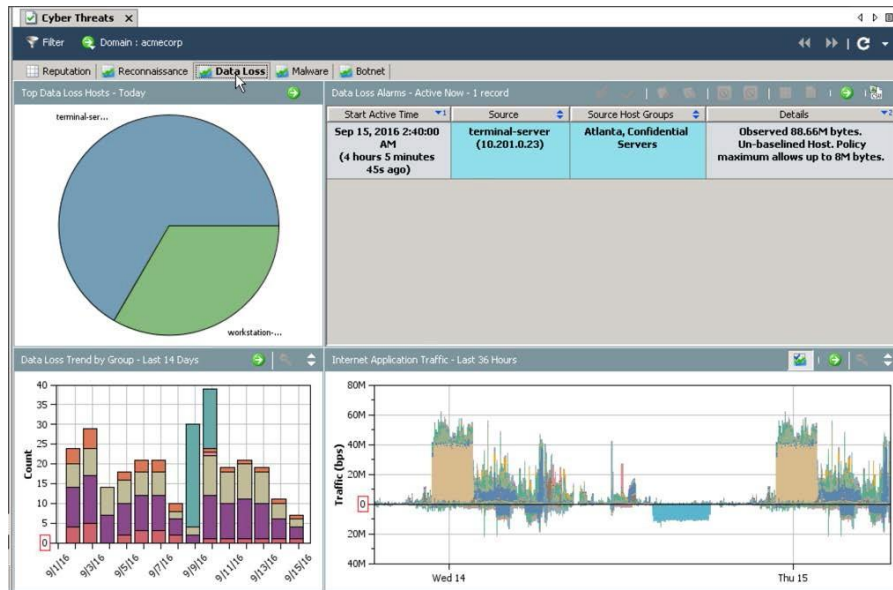 Cyber Threats
Filter Domain : acmecorp
Reputation Reconnaissance Data Loss Malware Botnet
Top Data Loss Hosts - Today
terminal-ser...
workstation-...
Data Loss Alarms - Active Now - 1 record
Start Active Time 1 Source Source Host Groups Details 2
Sep 15, 2016 2:40:00
AM
(4 hours 5 minutes
45s ago)
terminal-server
(10.201.0.23)
Atlanta, Confidential
Servers
Observed 88.66M bytes.
Un-baselined Host. Policy
maximum allows up to 8M bytes.
Data Loss Trend by Group - Last 14 Days
Count
40
35
30
25
20
15
10
5
0
9/1/16 9/3/16 9/5/16 9/7/16 9/9/16 9/11/16 9/13/16 9/15/16
Internet Application Traffic - Last 36 Hours
Traffic (bps)
80M
60M
40M
20M
0
20M
40M
Wed 14 Thu 15